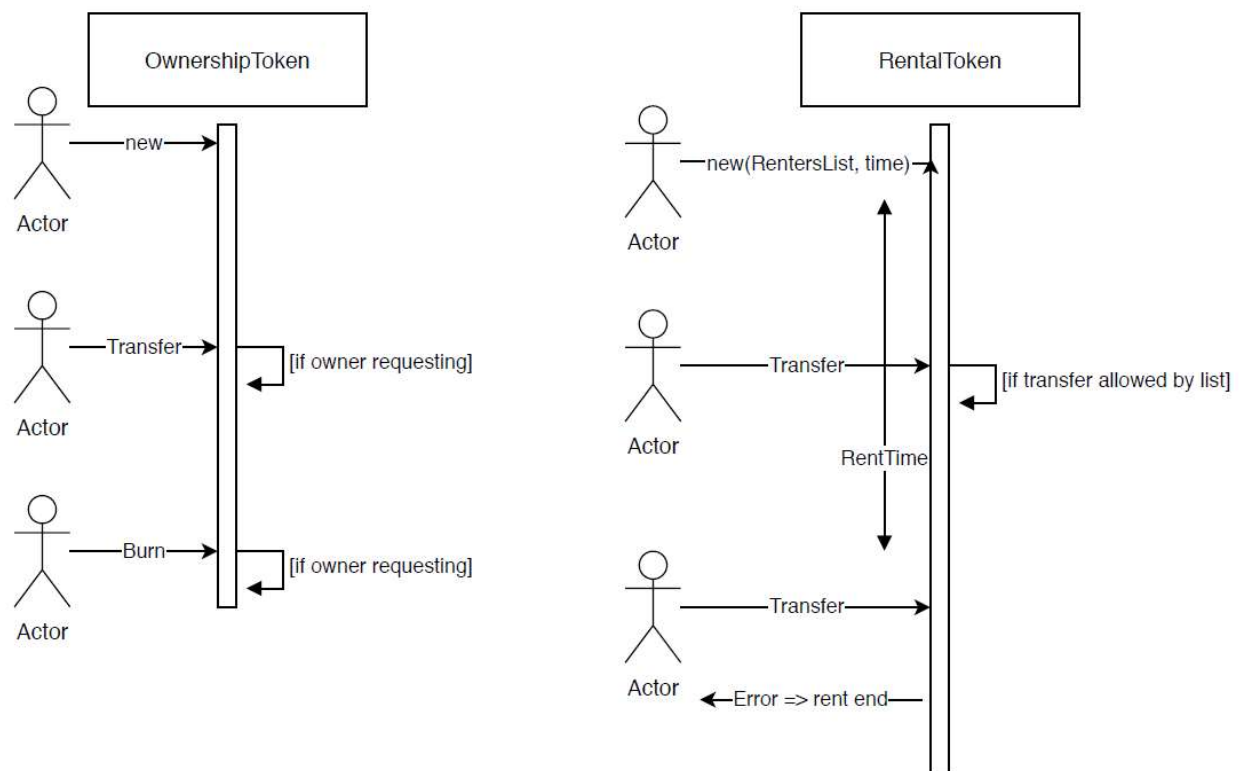 OwnershipToken
new
Actor
Transfer
[if owner requesting]
Actor
Burn
[if owner requesting]
Actor
RentalToken
new(RentersList, time)
Actor
Transfer
[if transfer allowed by list]
Actor
RentTime
Transfer
Actor
Error => rent end